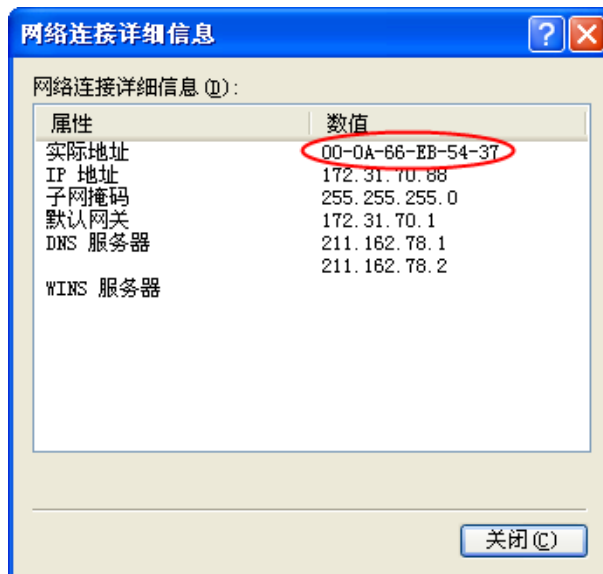 网络连接详细信息
网络连接详细信息(D):
属性 数值
实际地址 00-0A-66-EB-54-37
IP 地址 172.31.70.88
子网掩码 255.255.255.0
默认网关 172.31.70.1
DNS 服务器 211.162.78.1
211.162.78.2
WINS 服务器
关闭(C)